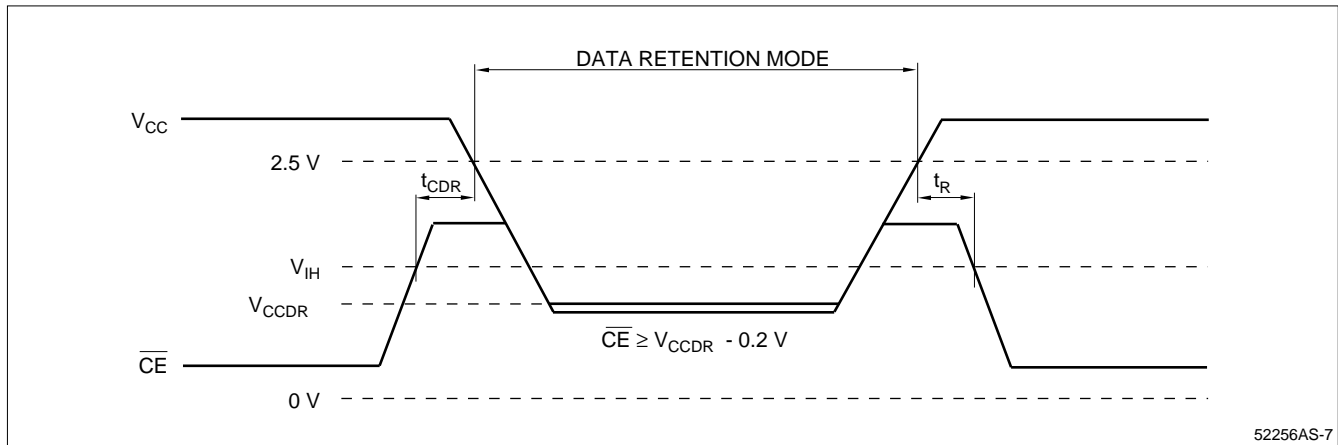 DATA RETENTION MODE
VCC
2.5 V
tCDR
tR
VIH
VCCDR
CE ≥ VCCDR - 0.2 V
CE
0 V
52256AS-7